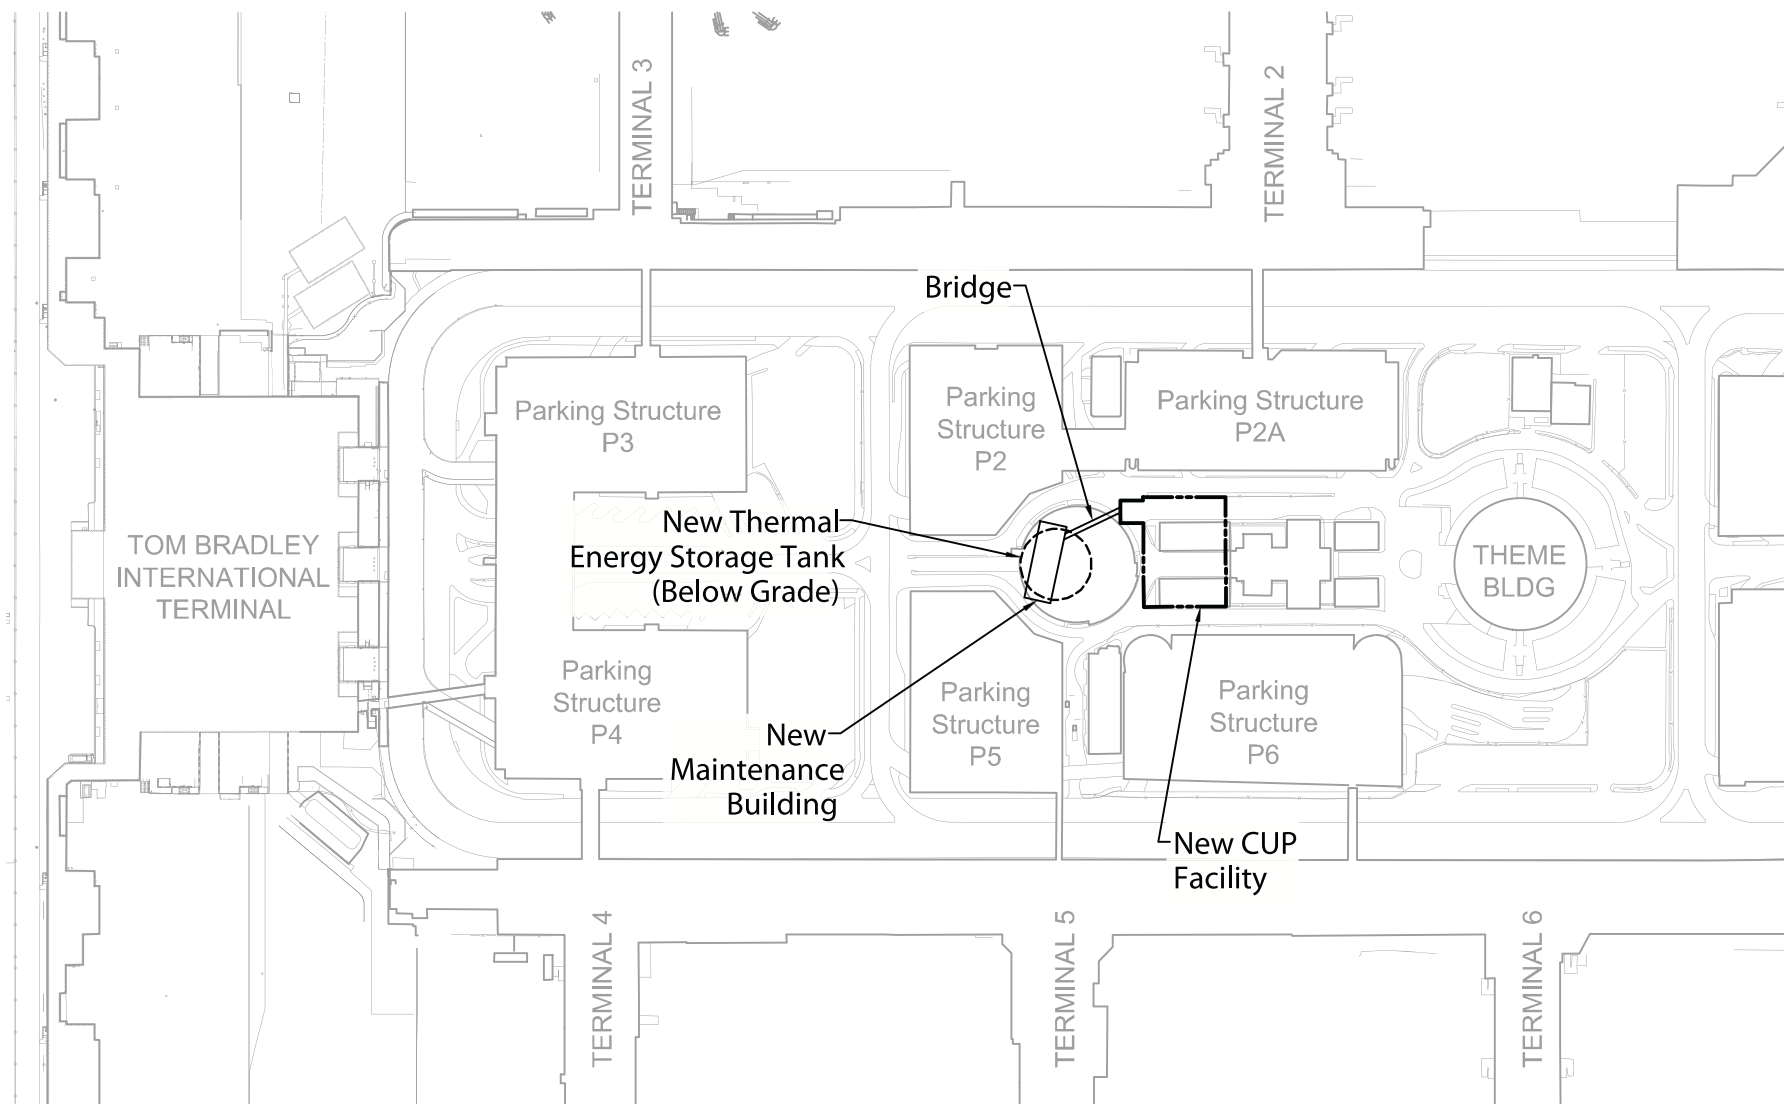 TERMINAL 3
TERMINAL 2
Bridge
Parking Structure
P3
Parking
Structure
P2
Parking Structure
P2A
New Thermal
Energy Storage Tank
(Below Grade)
TOM BRADLEY
INTERNATIONAL
TERMINAL
THEME
BLDG
Parking
Structure
P4
Parking
Structure
P5
Parking
Structure
P6
New
Maintenance
Building
New CUP
Facility
TERMINAL 4
TERMINAL 5
TERMINAL 6